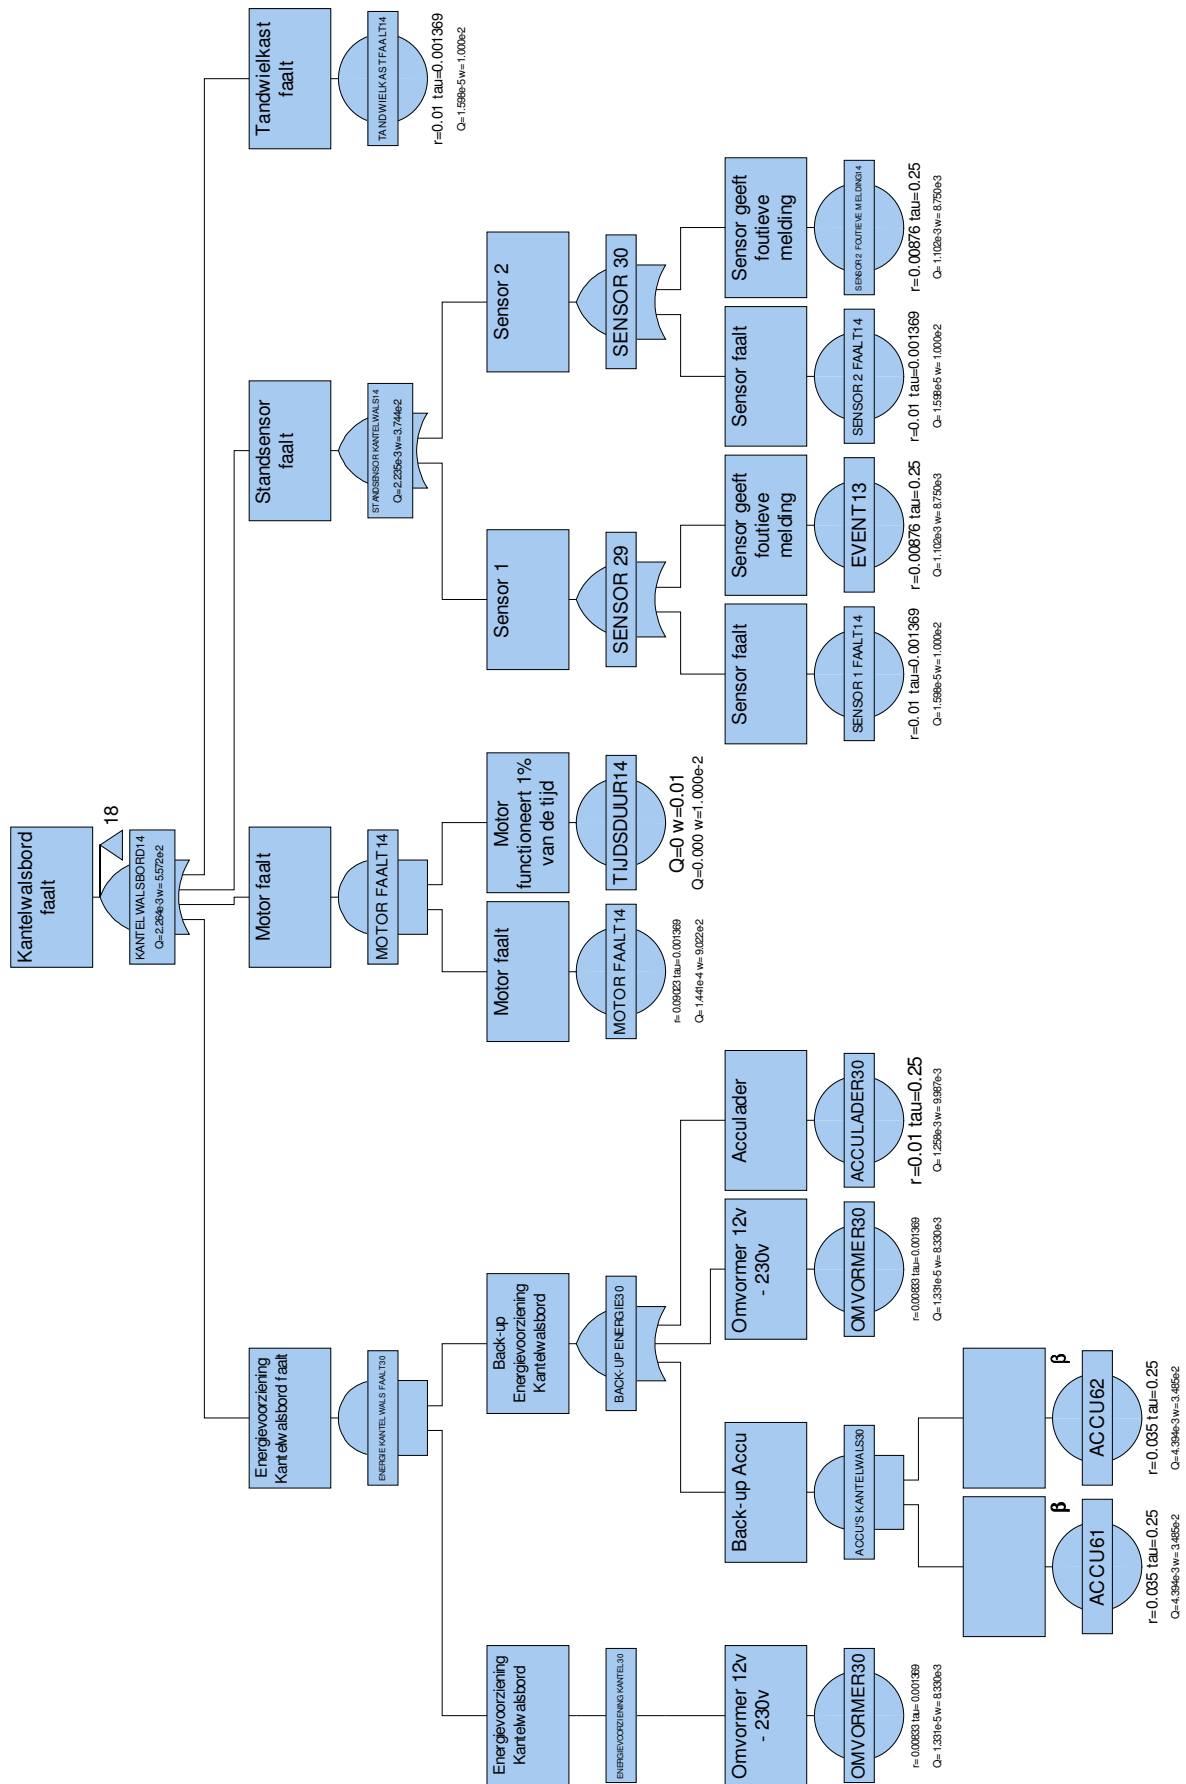 Kantelwalsbord
faalt
18
KANTELWALSBORD14
Q=2.264e-3 w=5.572e-2
Energievoorziening
Kantelwalsbord faalt
ENERGIE KANTELWALS FAALT30
Motor faalt
MOTOR FAALT14
Standsensor
faalt
STANDSENSOR KANTELWALS14
Q=2.235e-3 w=3.744e-2
Tandwielkast
faalt
TANDWIELKAST FAALT14
r=0.01 tau=0.001369
Q=1.598e-5 w=1.000e-2
Energievoorziening
Kantelwalsbord
ENERGIEVOORZIENING KANTEL30
Back-up
Energievoorziening
Kantelwalsbord
BACK-UP ENERGIE30
Motor faalt
MOTOR FAALT14
r=0.09023 tau=0.001369
Q=1.441e-4 w=9.022e-2
Motor
functioneert 1%
van de tijd
TIJDSDUUR14
Q=0 w=0.01
Q=0.000 w=1.000e-2
Sensor 1
SENSOR 29
Sensor 2
SENSOR 30
Omvormer 12v
- 230v
OMVORMER30
r=0.00833 tau=0.001369
Q=1.331e-5 w=8.330e-3
Back-up Accu
ACCU'S KANTELWALS30
Omvormer 12v
- 230v
OMVORMER30
r=0.00833 tau=0.001369
Q=1.331e-5 w=8.330e-3
Acculader
ACCULADER30
r=0.01 tau=0.25
Q=1.258e-3 w=9.987e-3
Sensor faalt
SENSOR 1 FAALT14
r=0.01 tau=0.001369
Q=1.598e-5 w=1.000e-2
Sensor geeft
foutieve
melding
EVENT13
r=0.00876 tau=0.25
Q=1.102e-3 w=8.750e-3
Sensor faalt
SENSOR 2 FAALT14
r=0.01 tau=0.001369
Q=1.598e-5 w=1.000e-2
Sensor geeft
foutieve
melding
SENSOR 2 FOUTIEVE MELDING14
r=0.00876 tau=0.25
Q=1.102e-3 w=8.750e-3
β
ACCU61
r=0.035 tau=0.25
Q=4.394e-3 w=3.485e-2
β
ACCU62
r=0.035 tau=0.25
Q=4.394e-3 w=3.485e-2